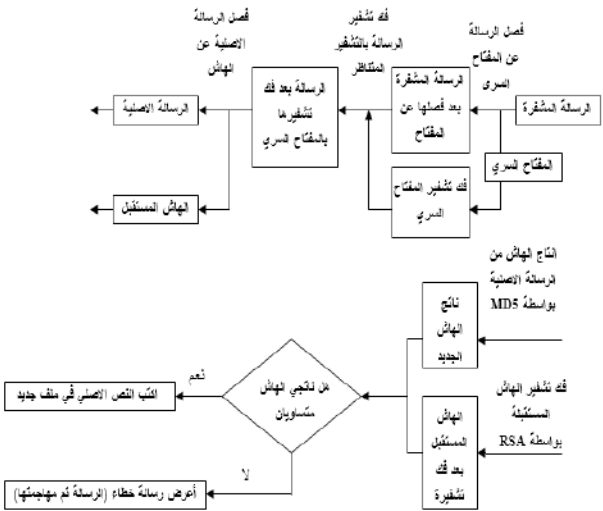 فصل الرسالة
عن المفتاح
السري
فك تشفير
الرسالة بالتشفير
المتناظر
فصل الرسالة
الاصلية عن
الهاش
الرسالة المشفرة
المفتاح السري
الرسالة المشفرة
بعد فصلها عن
المفتاح
فك تشفير المفتاح
السري
الرسالة بعد فك
تشفيرها
بالمفتاح السري
الرسالة الاصلية
الهاش المستقبل
انتاج الهاش من
الرسالة الاصلية
بواسطة MD5
ناتج
الهاش
الجديد
فك تشفير الهاش
المستقبلة
بواسطة RSA
الهاش
المستقبل
بعد فك
تشفيرة
هل ناتجي الهاش
متساويان
نعم
اكتب النص الاصلي في ملف جديد
لا
أعرض رسالة خطاء (الرسالة تم مهاجمتها)